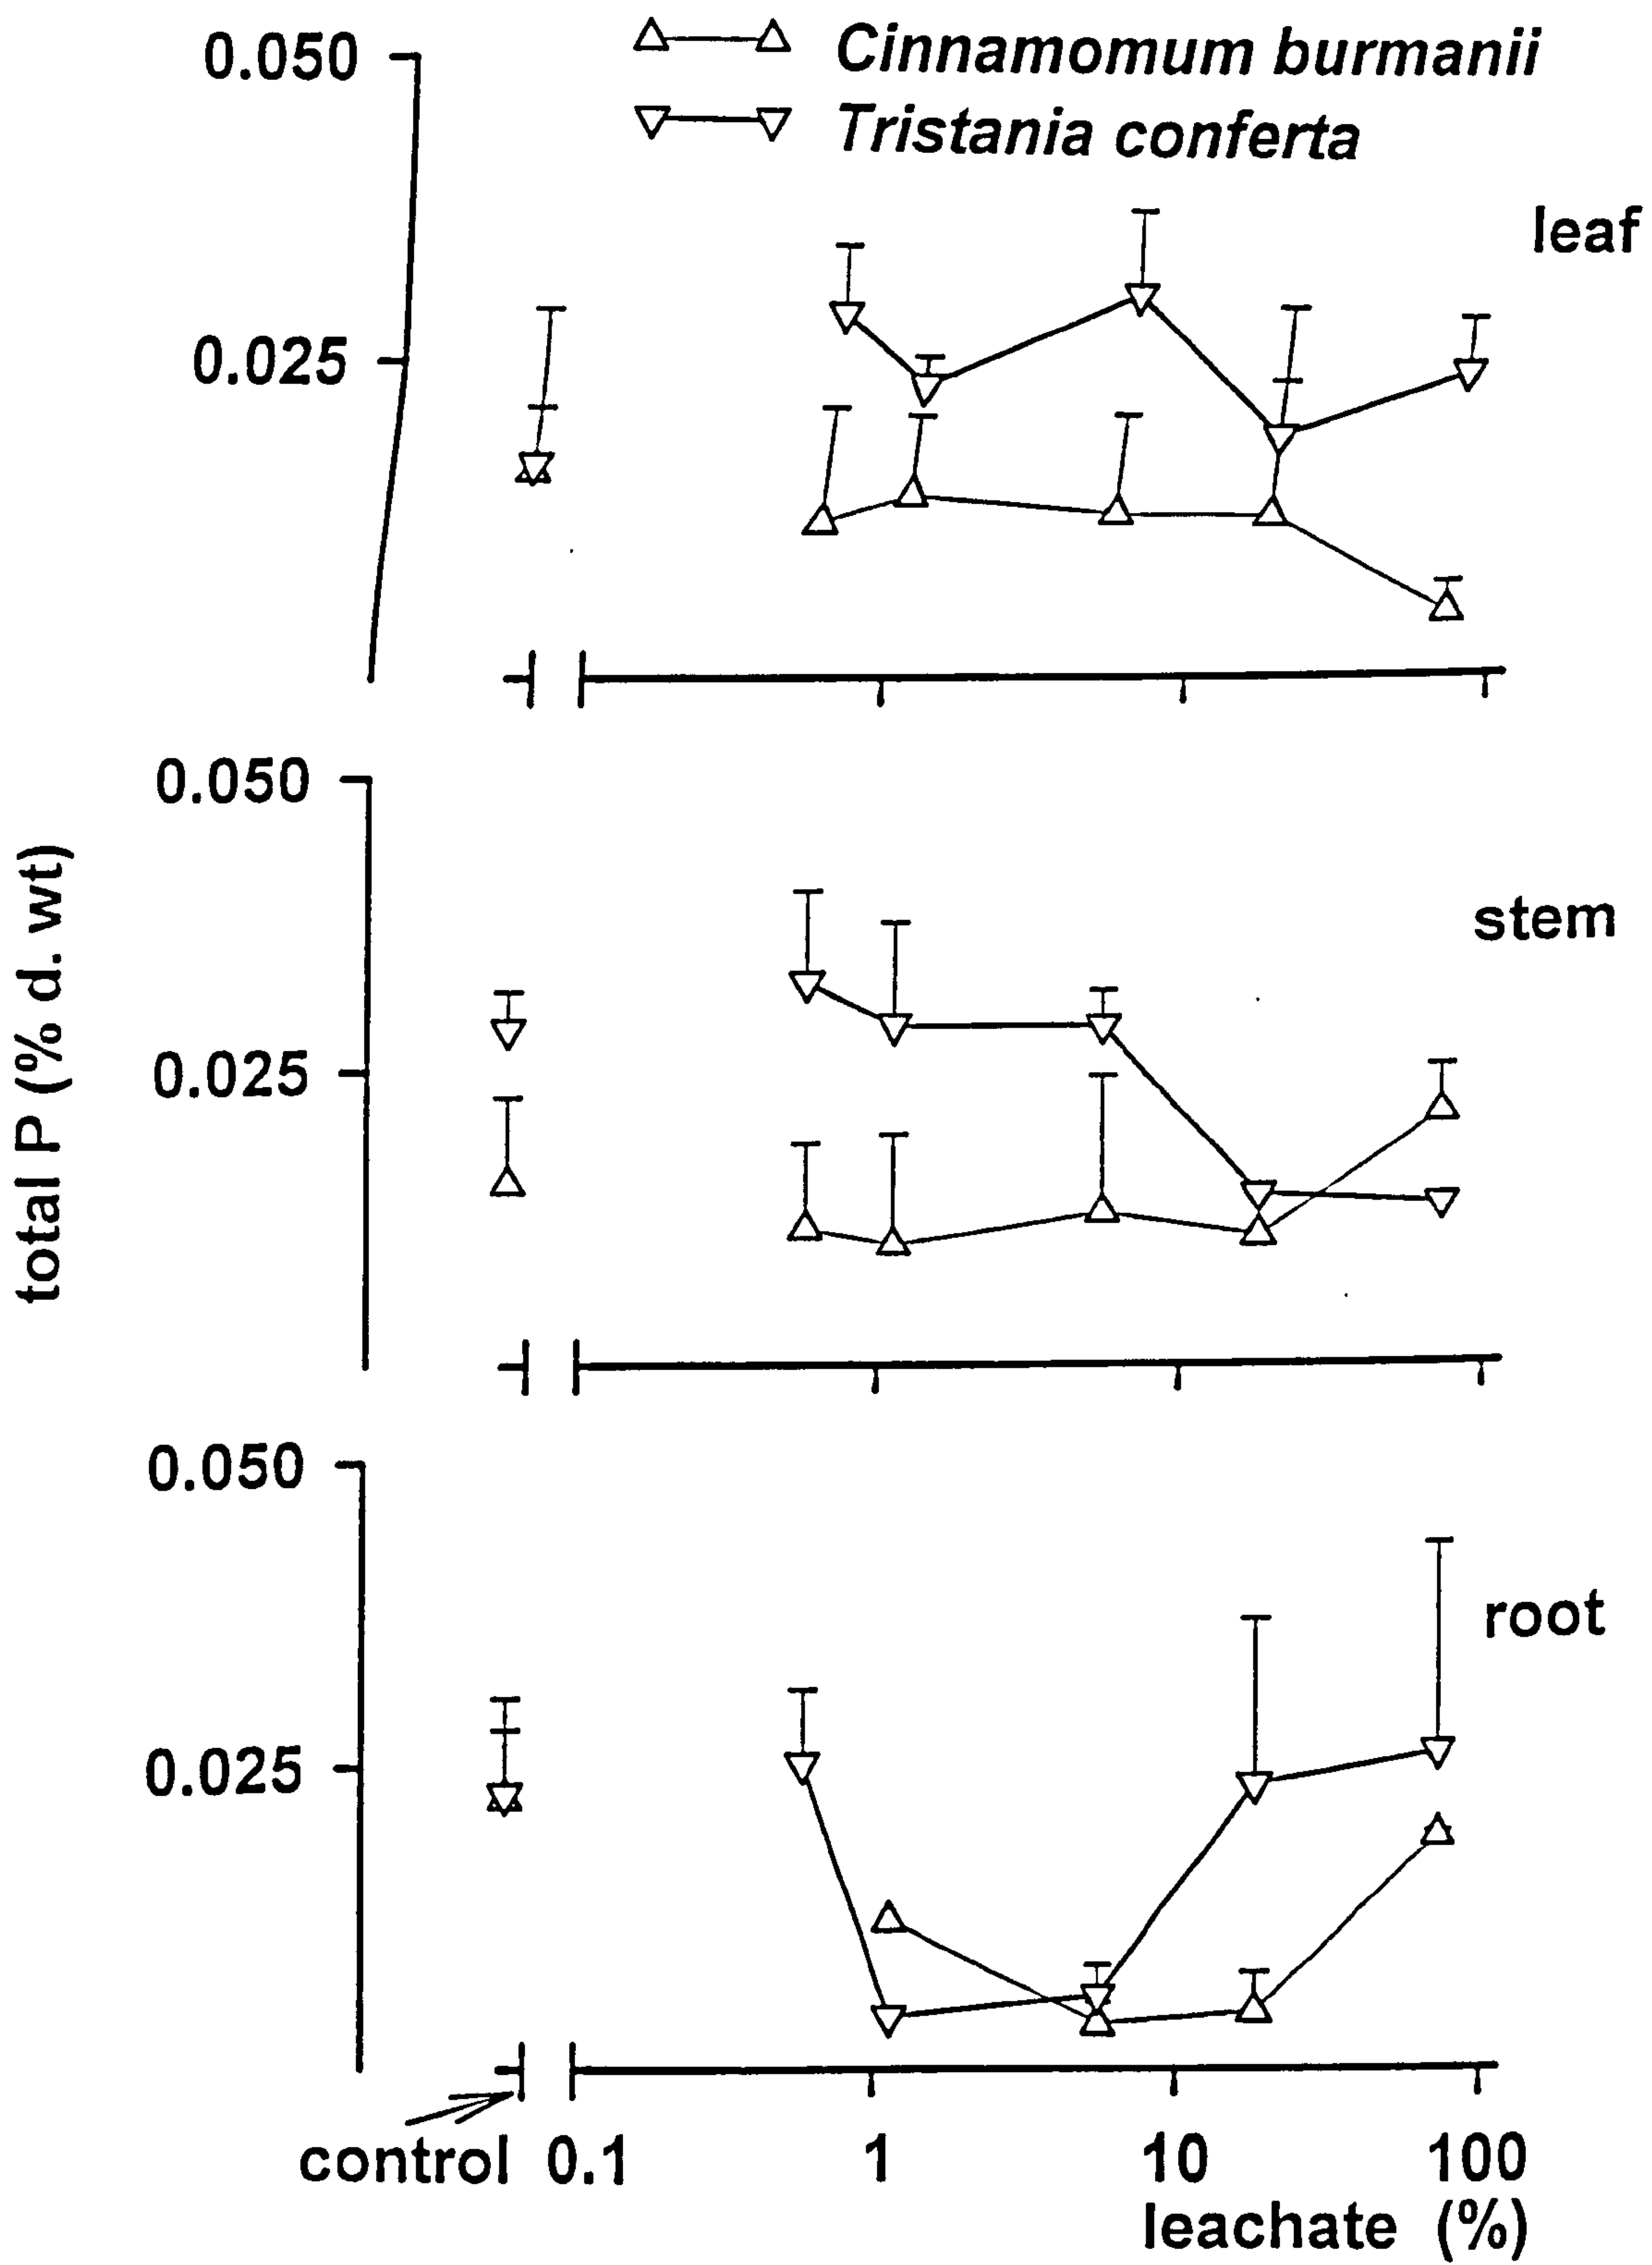 Cinnamomum burmanii
Tristania conferta
0.050
0.025
leaf
0.050
0.025
stem
total P (% d. wt)
0.050
0.025
root
control 0.1 1 10 100
leachate (%)